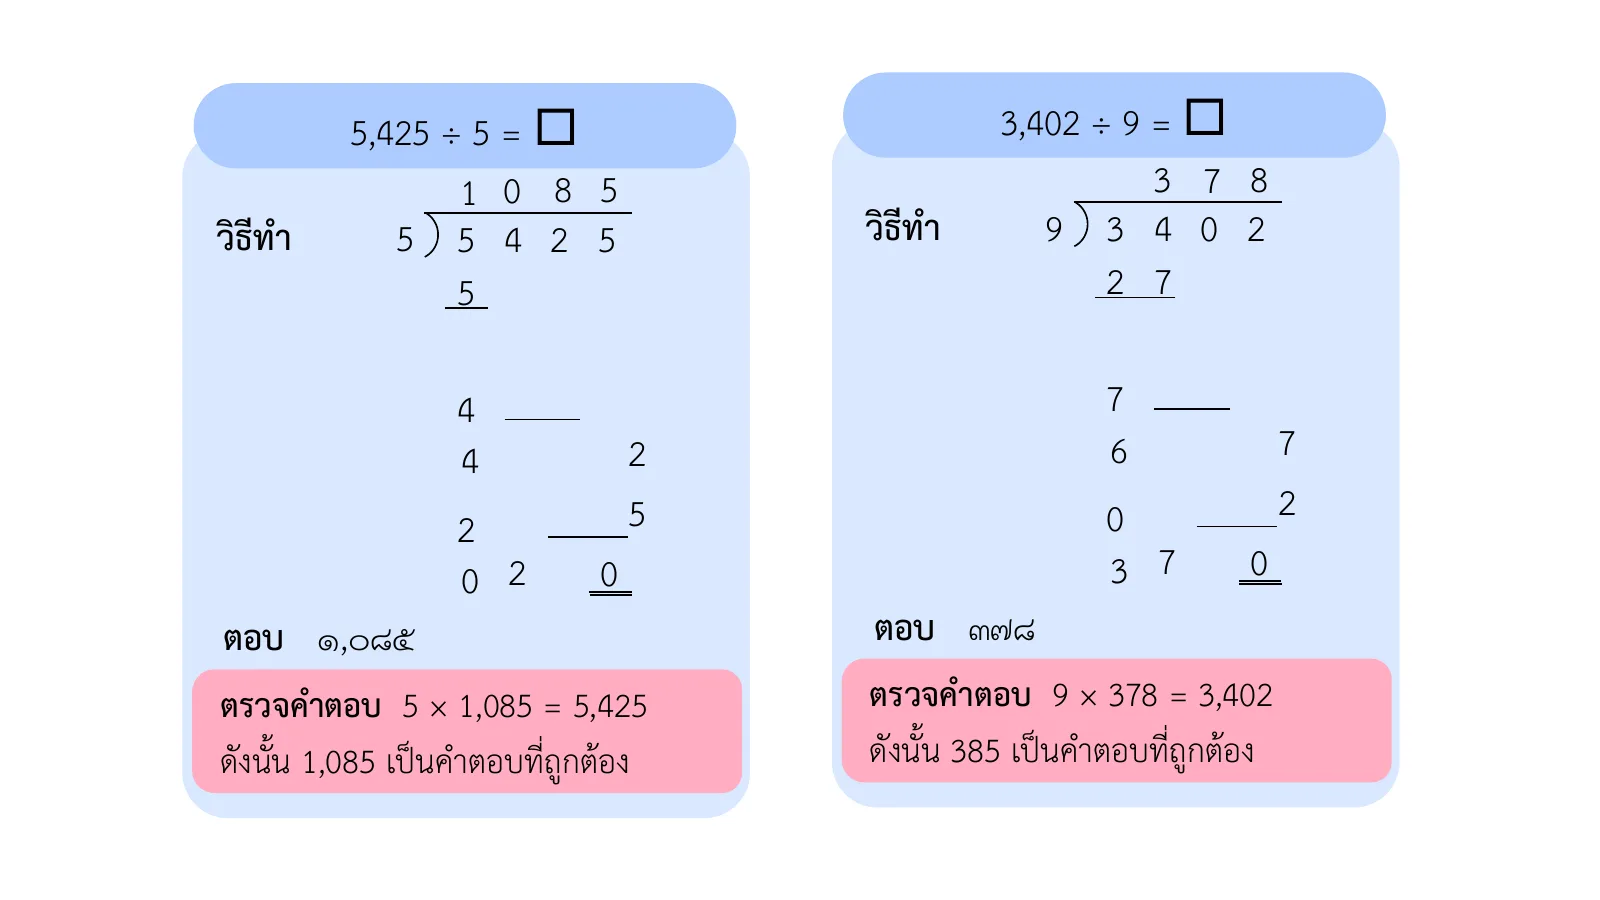 5,425 ÷ 5 = □
1 0 8 5
วิธีทำ 5 ) 5 4 2 5
5
4
4 2
5
2
0 2 0
ตอบ ๑,๐๘๕
ตรวจคำตอบ 5 × 1,085 = 5,425
ดังนั้น 1,085 เป็นคำตอบที่ถูกต้อง
3,402 ÷ 9 = □
3 7 8
วิธีทำ 9 ) 3 4 0 2
2 7
7
6 7
2
0
3 7 0
ตอบ ๓๗๘
ตรวจคำตอบ 9 × 378 = 3,402
ดังนั้น 385 เป็นคำตอบที่ถูกต้อง